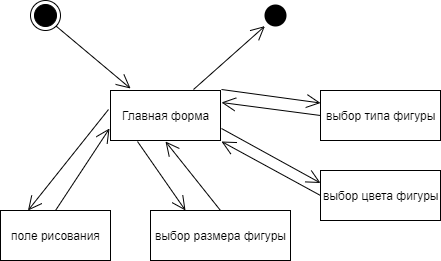 Главная форма
выбор типа фигуры
выбор цвета фигуры
поле рисования
выбор размера фигуры